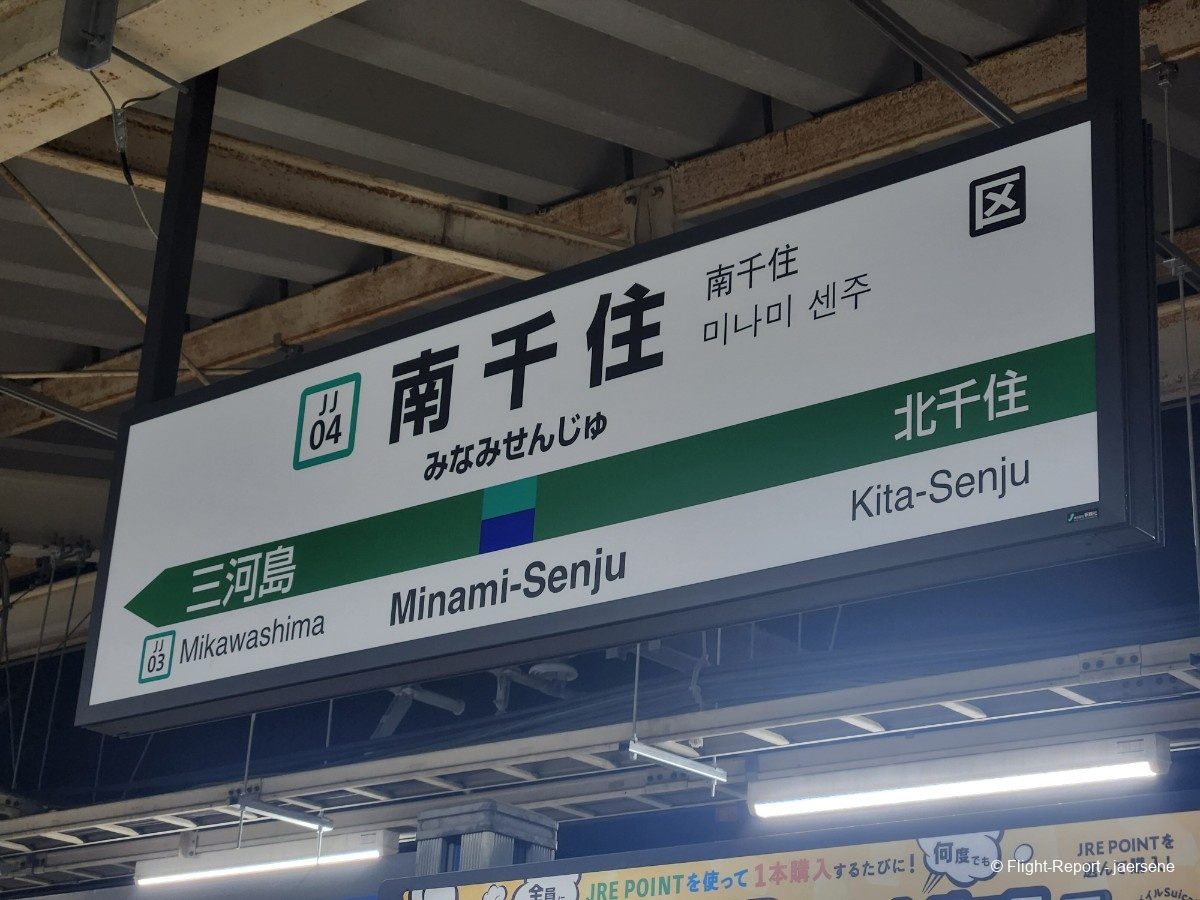 区
南千住
미나미 센주
JJ
04
南千住
みなみせんじゅ
北千住
Kita-Senju
三河島
Minami-Senju
JJ
03
Mikawashima
JRE POINTを使って1本購入するたびに!
何度でも
JRE POINTを
全員に
© Flight-Report - jaersene